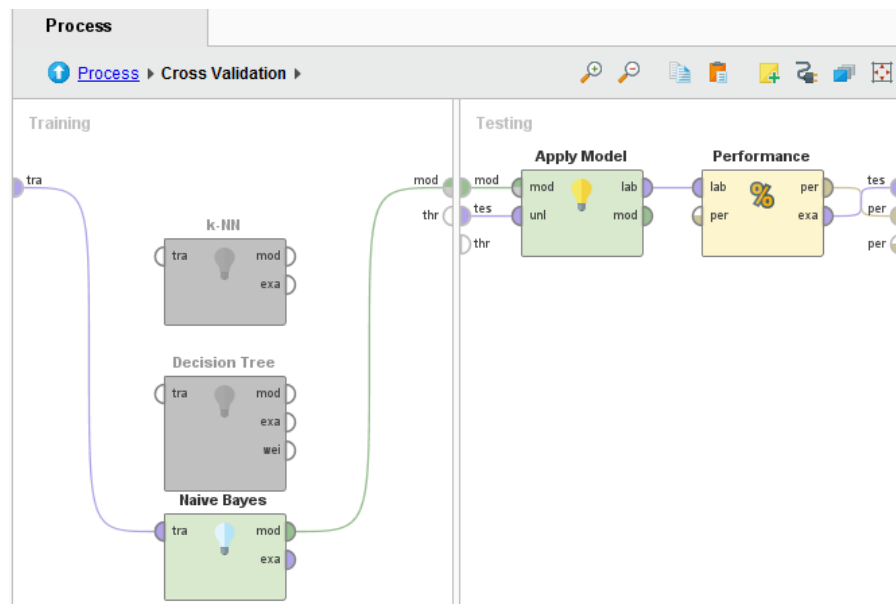 Process
Process Cross Validation
Training
tra
mod
thr
k-NN
tra mod
exa
Decision Tree
tra mod
exa
wei
Naive Bayes
tra mod
exa
Testing
mod
tes
thr
Apply Model
mod lab
unl mod
Performance
% 
lab per
per exa
tes
per
per